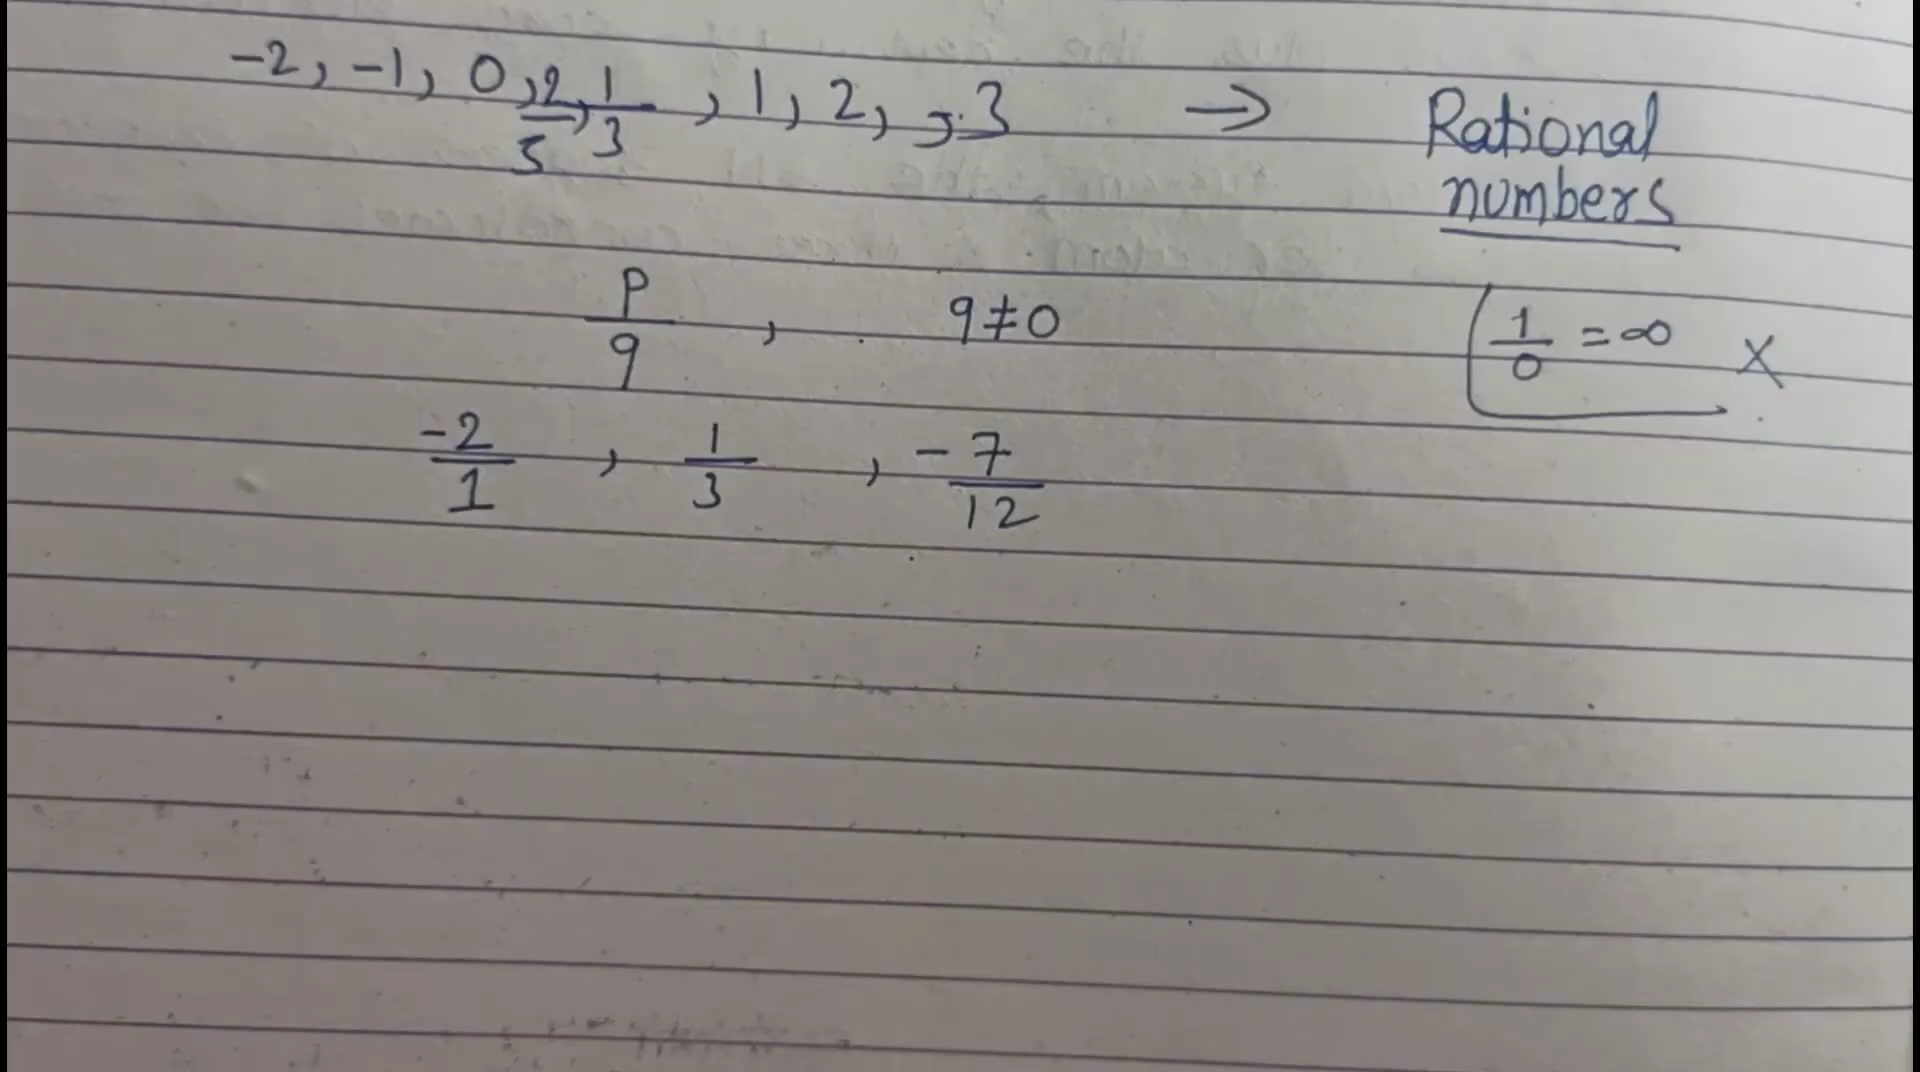 -2, -1, 0, 2/5, 1/3, 1, 2, , 3 → Rational
numbers
p/q, q≠0
1/0 = ∞ X
-2/1, 1/3, -7/12